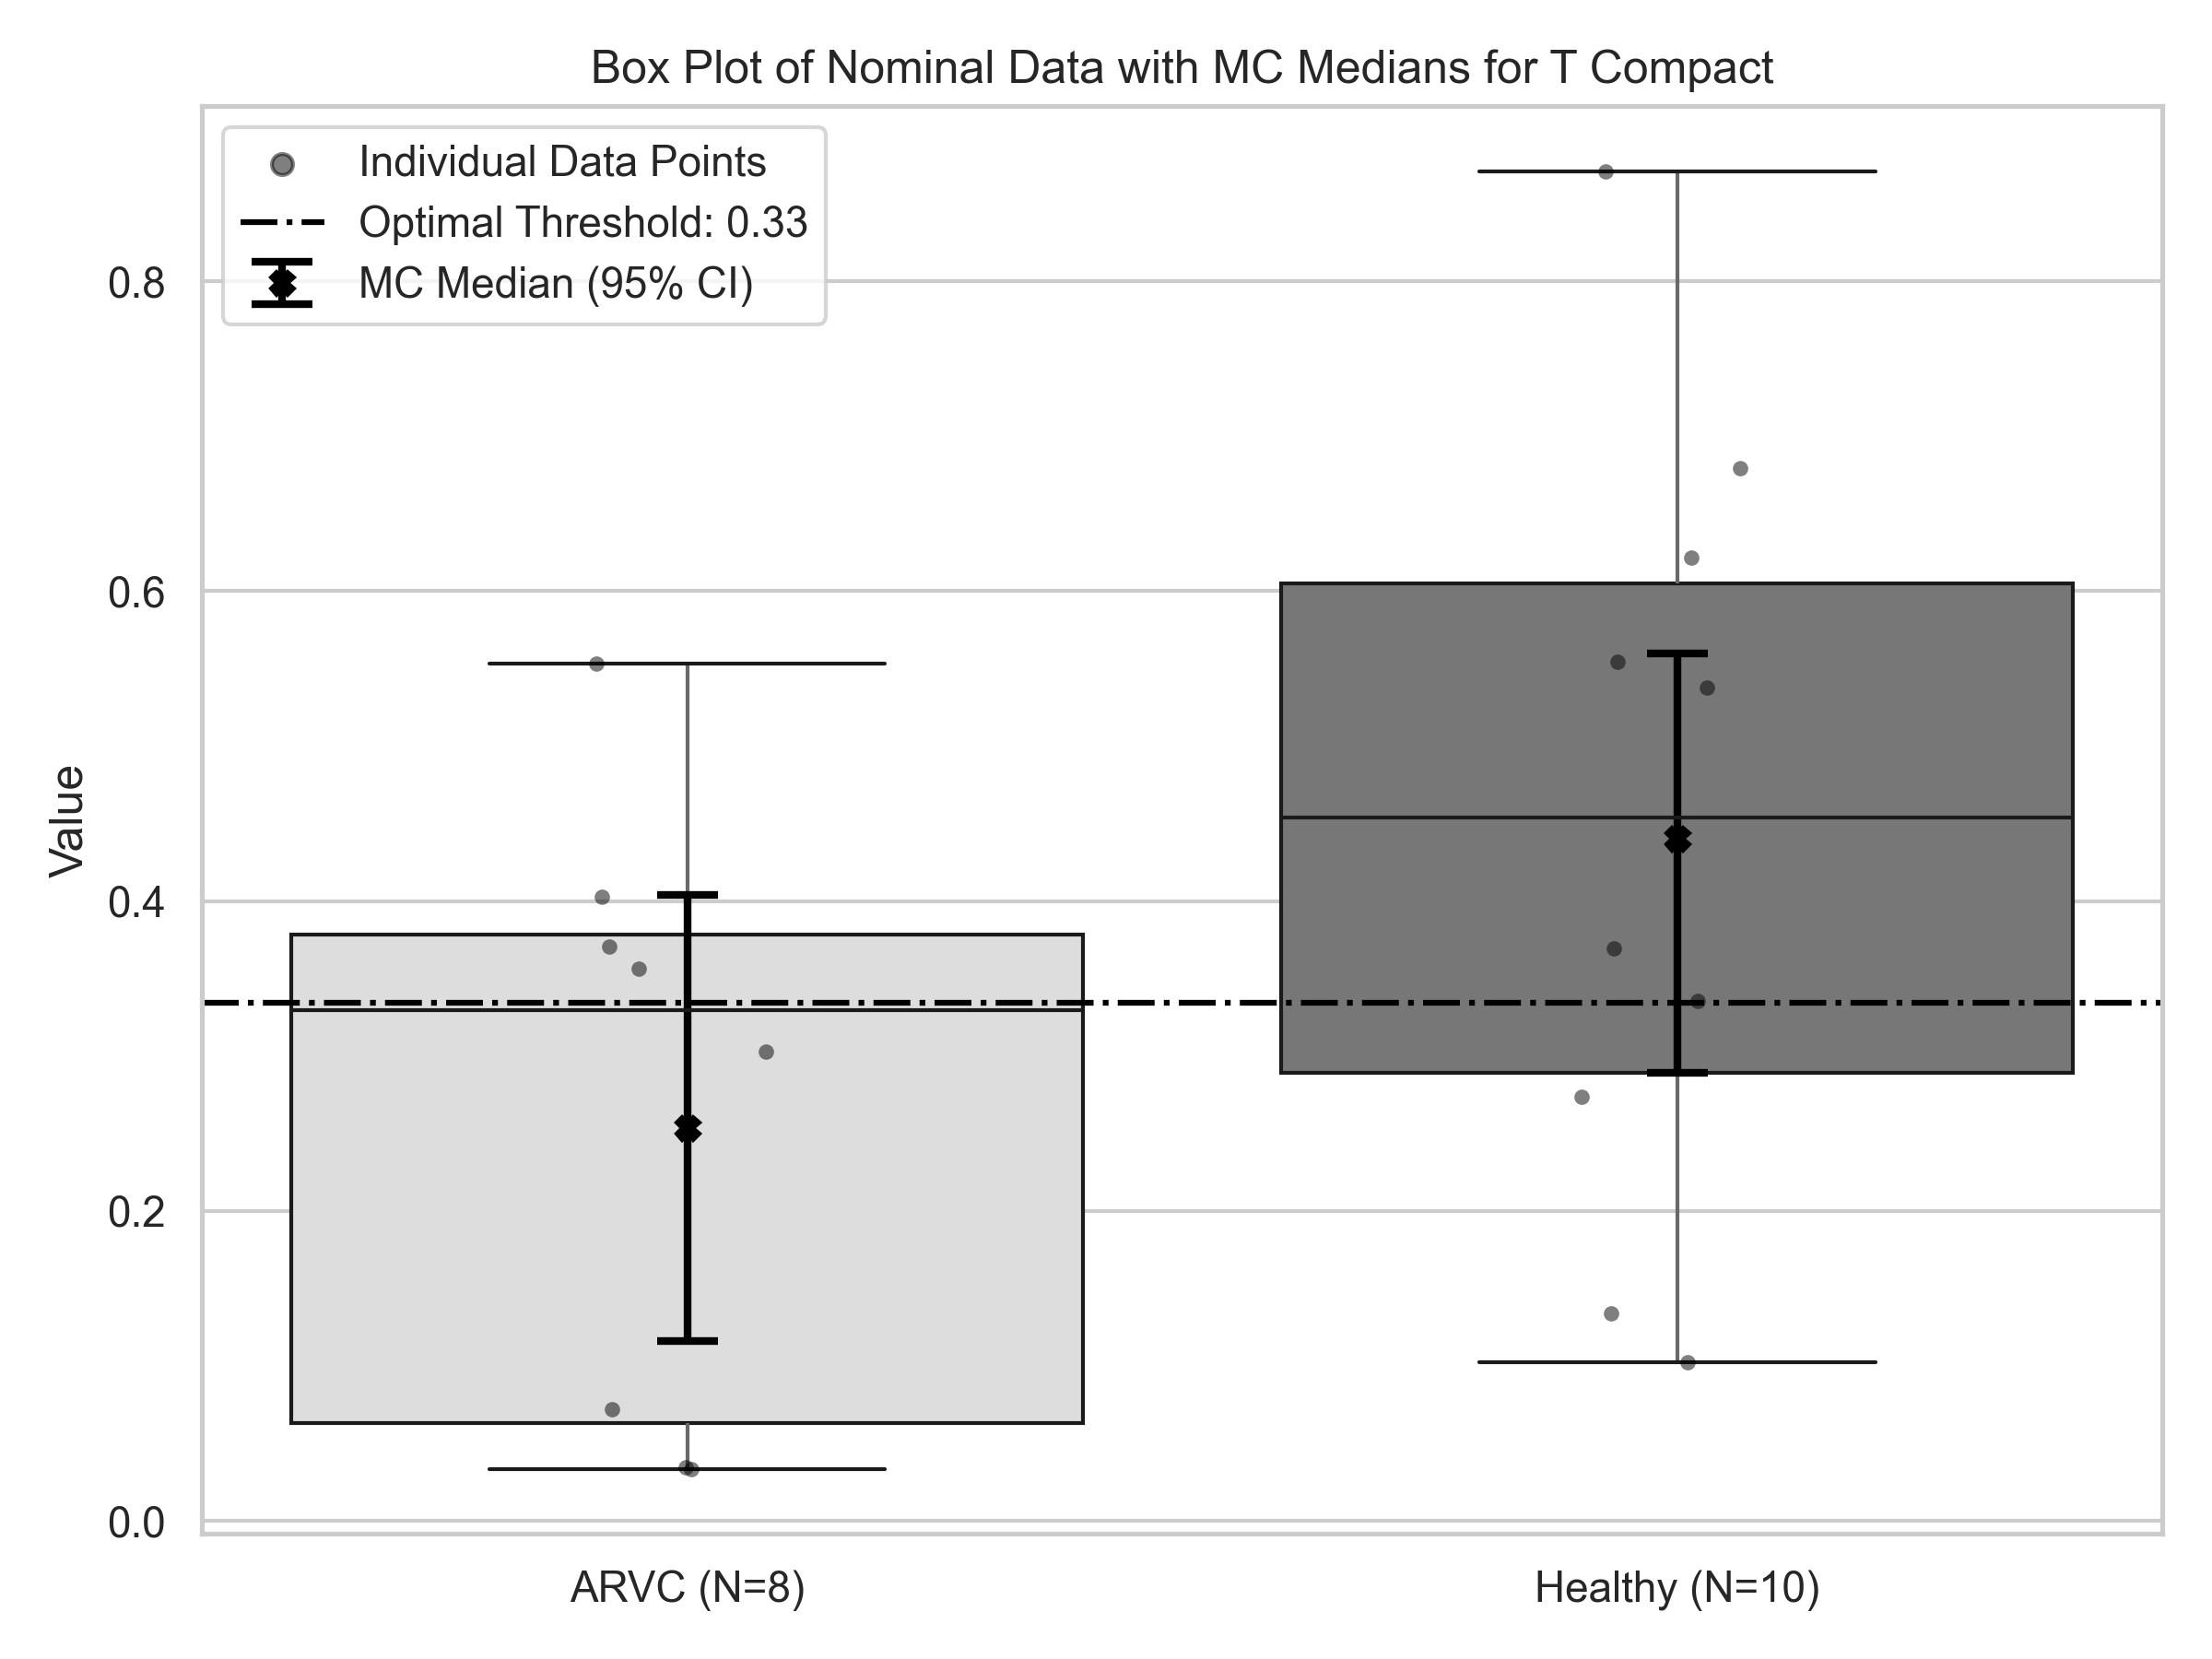 Box Plot of Nominal Data with MC Medians for T Compact
Individual Data Points
Optimal Threshold: 0.33
MC Median (95% CI)
0.8
0.6
0.4
0.2
0.0
Value
ARVC (N=8)
Healthy (N=10)